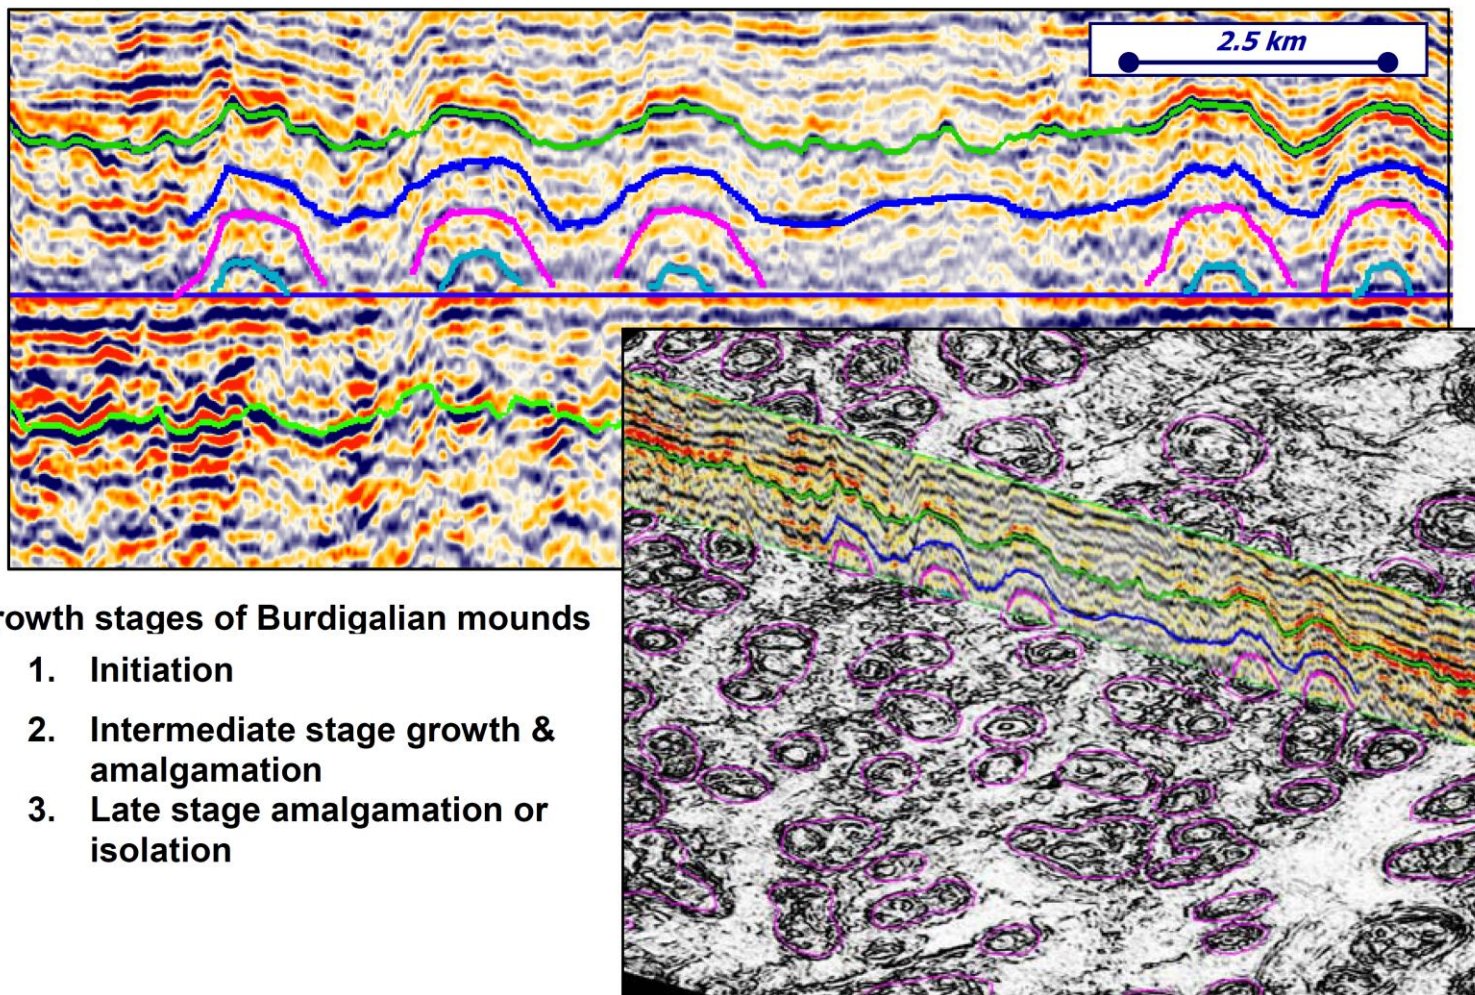 2.5 km
rowth stages of Burdigalian mounds
1. Initiation
2. Intermediate stage growth &
amalgamation
3. Late stage amalgamation or
isolation